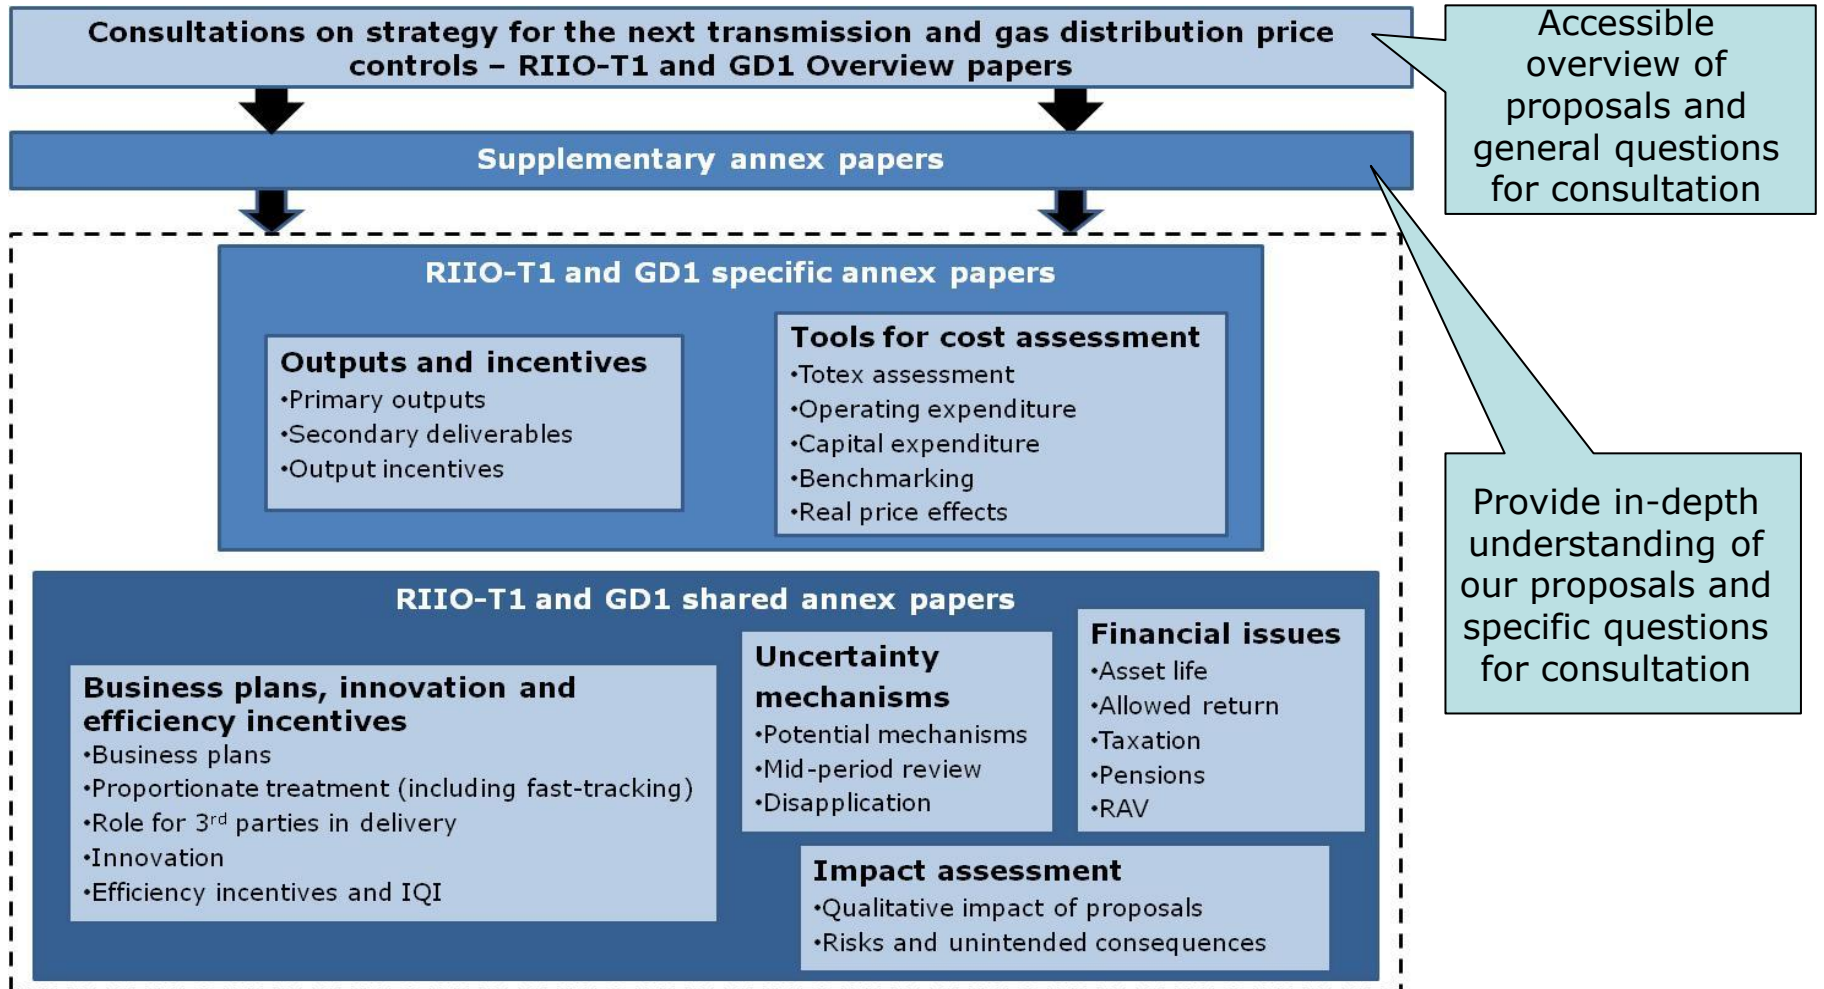 Consultations on strategy for the next transmission and gas distribution price
controls – RIIO-T1 and GD1 Overview papers
Accessible
overview of
proposals and
general questions
for consultation
Supplementary annex papers
RIIO-T1 and GD1 specific annex papers
Outputs and incentives
•Primary outputs
•Secondary deliverables
•Output incentives
Tools for cost assessment
•Totex assessment
•Operating expenditure
•Capital expenditure
•Benchmarking
•Real price effects
Provide in-depth
understanding of
our proposals and
specific questions
for consultation
RIIO-T1 and GD1 shared annex papers
Business plans, innovation and
efficiency incentives
•Business plans
•Proportionate treatment (including fast-tracking)
•Role for 3rd parties in delivery
•Innovation
•Efficiency incentives and IQI
Uncertainty
mechanisms
•Potential mechanisms
•Mid-period review
•Disapplication
Financial issues
•Asset life
•Allowed return
•Taxation
•Pensions
•RAV
Impact assessment
•Qualitative impact of proposals
•Risks and unintended consequences